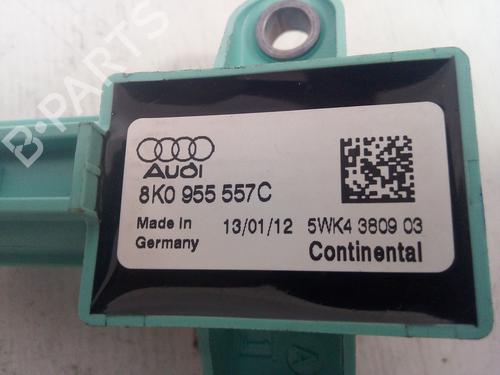 B-PARTS
Audi
8K0 955 557C
Made in
Germany
13/01/12 5WK4 3809 03
Continental